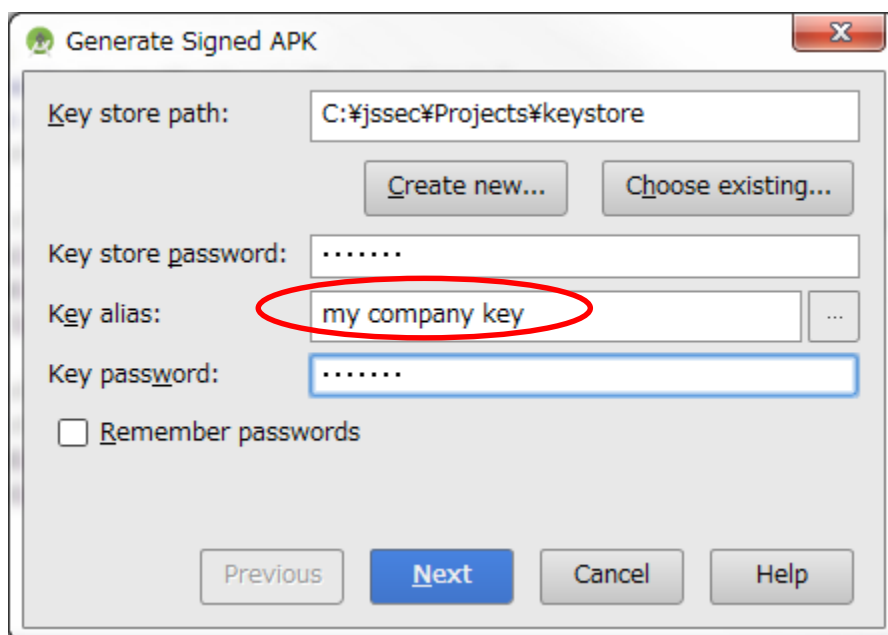 Generate Signed APK
Key store path: C:¥jssec¥Projects¥keystore
Create new... Choose existing...
Key store password: •••••••
Key alias: my company key ...
Key password: •••••••
Remember passwords
Previous Next Cancel Help